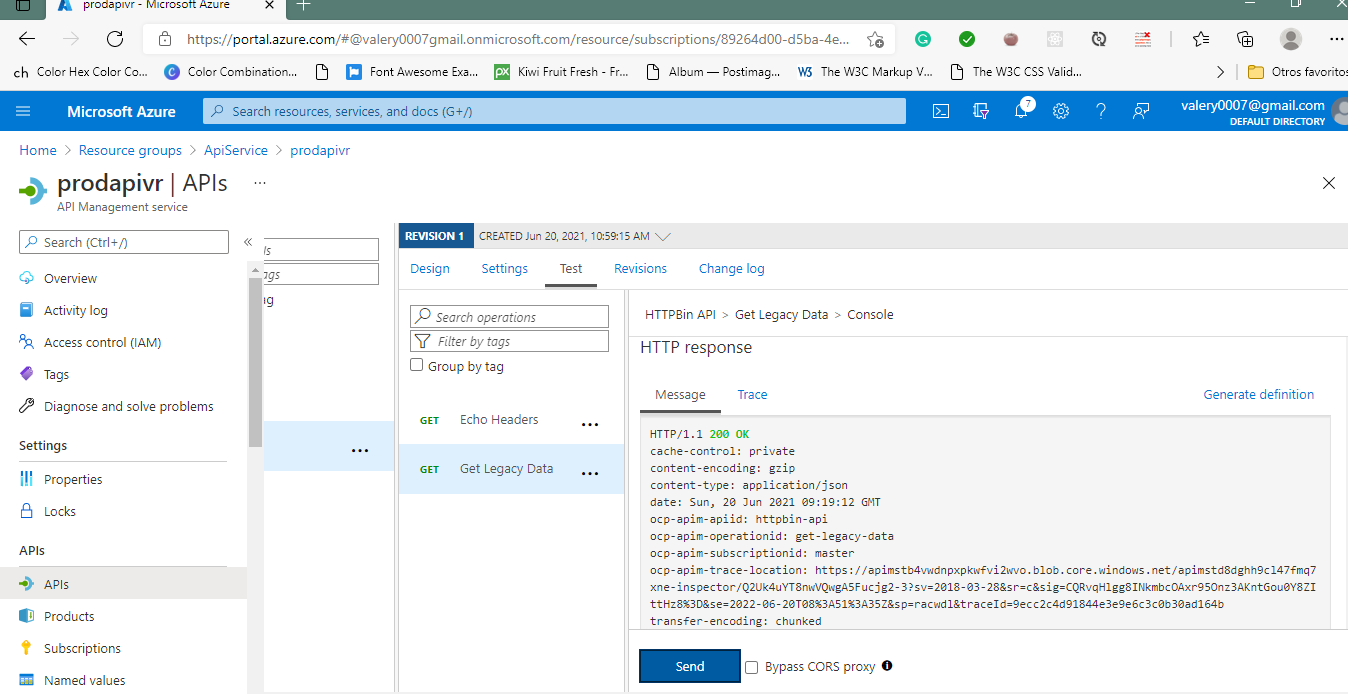 prodapivr - Microsoft Azure
https://portal.azure.com/#@valery0007gmail.onmicrosoft.com/resource/subscriptions/89264d00-d5ba-4e...
ch Color Hex Color Co... Color Combination... Font Awesome Exa... Kiwi Fruit Fresh - Fr... Album — Postimag... The W3C Markup V... The W3C CSS Valid... Otros favoritos
Microsoft Azure
Search resources, services, and docs (G+/)
7
valery0007@gmail.com
DEFAULT DIRECTORY
Home > Resource groups > ApiService > prodapivr
prodapivr | APIs ...
API Management service
Search (Ctrl+/)
Overview
Activity log
Access control (IAM)
Tags
Diagnose and solve problems
Settings
Properties
Locks
APIs
APIs
Products
Subscriptions
Named values
REVISION 1 CREATED Jun 20, 2021, 10:59:15 AM
Design Settings Test Revisions Change log
Search operations
Filter by tags
Group by tag
GET Echo Headers ...
GET Get Legacy Data ...
HTTPBin API > Get Legacy Data > Console
HTTP response
Message Trace Generate definition
HTTP/1.1 200 OK
cache-control: private
content-encoding: gzip
content-type: application/json
date: Sun, 20 Jun 2021 09:19:12 GMT
ocp-apim-apiid: httpbin-api
ocp-apim-operationid: get-legacy-data
ocp-apim-subscriptionid: master
ocp-apim-trace-location: https://apimstb4vwdnpxpkwfvi2wvo.blob.core.windows.net/apimstd8dghh9cl47fmq7
xne-inspector/Q2Uk4uYT8nwVQwgA5Fucjg2-3?sv=2018-03-28&sr=c&sig=CQRvqHlgg8INkmbcOAxr95Onz3AKntGou0Y8ZI
ttHz8%3D&se=2022-06-20T08%3A51%3A35Z&sp=racwdl&traceId=9ecc2c4d91844e3e9e6c3c0b30ad164b
transfer-encoding: chunked
Send Bypass CORS proxy